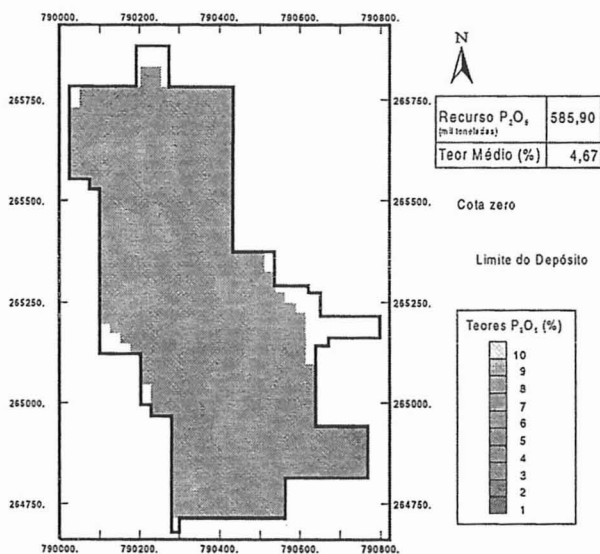 790000. 790200. 790400. 790600. 790800.
N
265750. 265750.
Recurso P₂O₅ 585,90
(mil toneladas)
Teor Médio (%) 4,67
265500. 265500.
Cota zero
Limite do Depósito
265250. 265250.
Teores P₂O₅ (%)
10
9
8
7
6
5
4
3
2
1
265000. 265000.
264750. 264750.
790000. 790200. 790400. 790600. 790800.